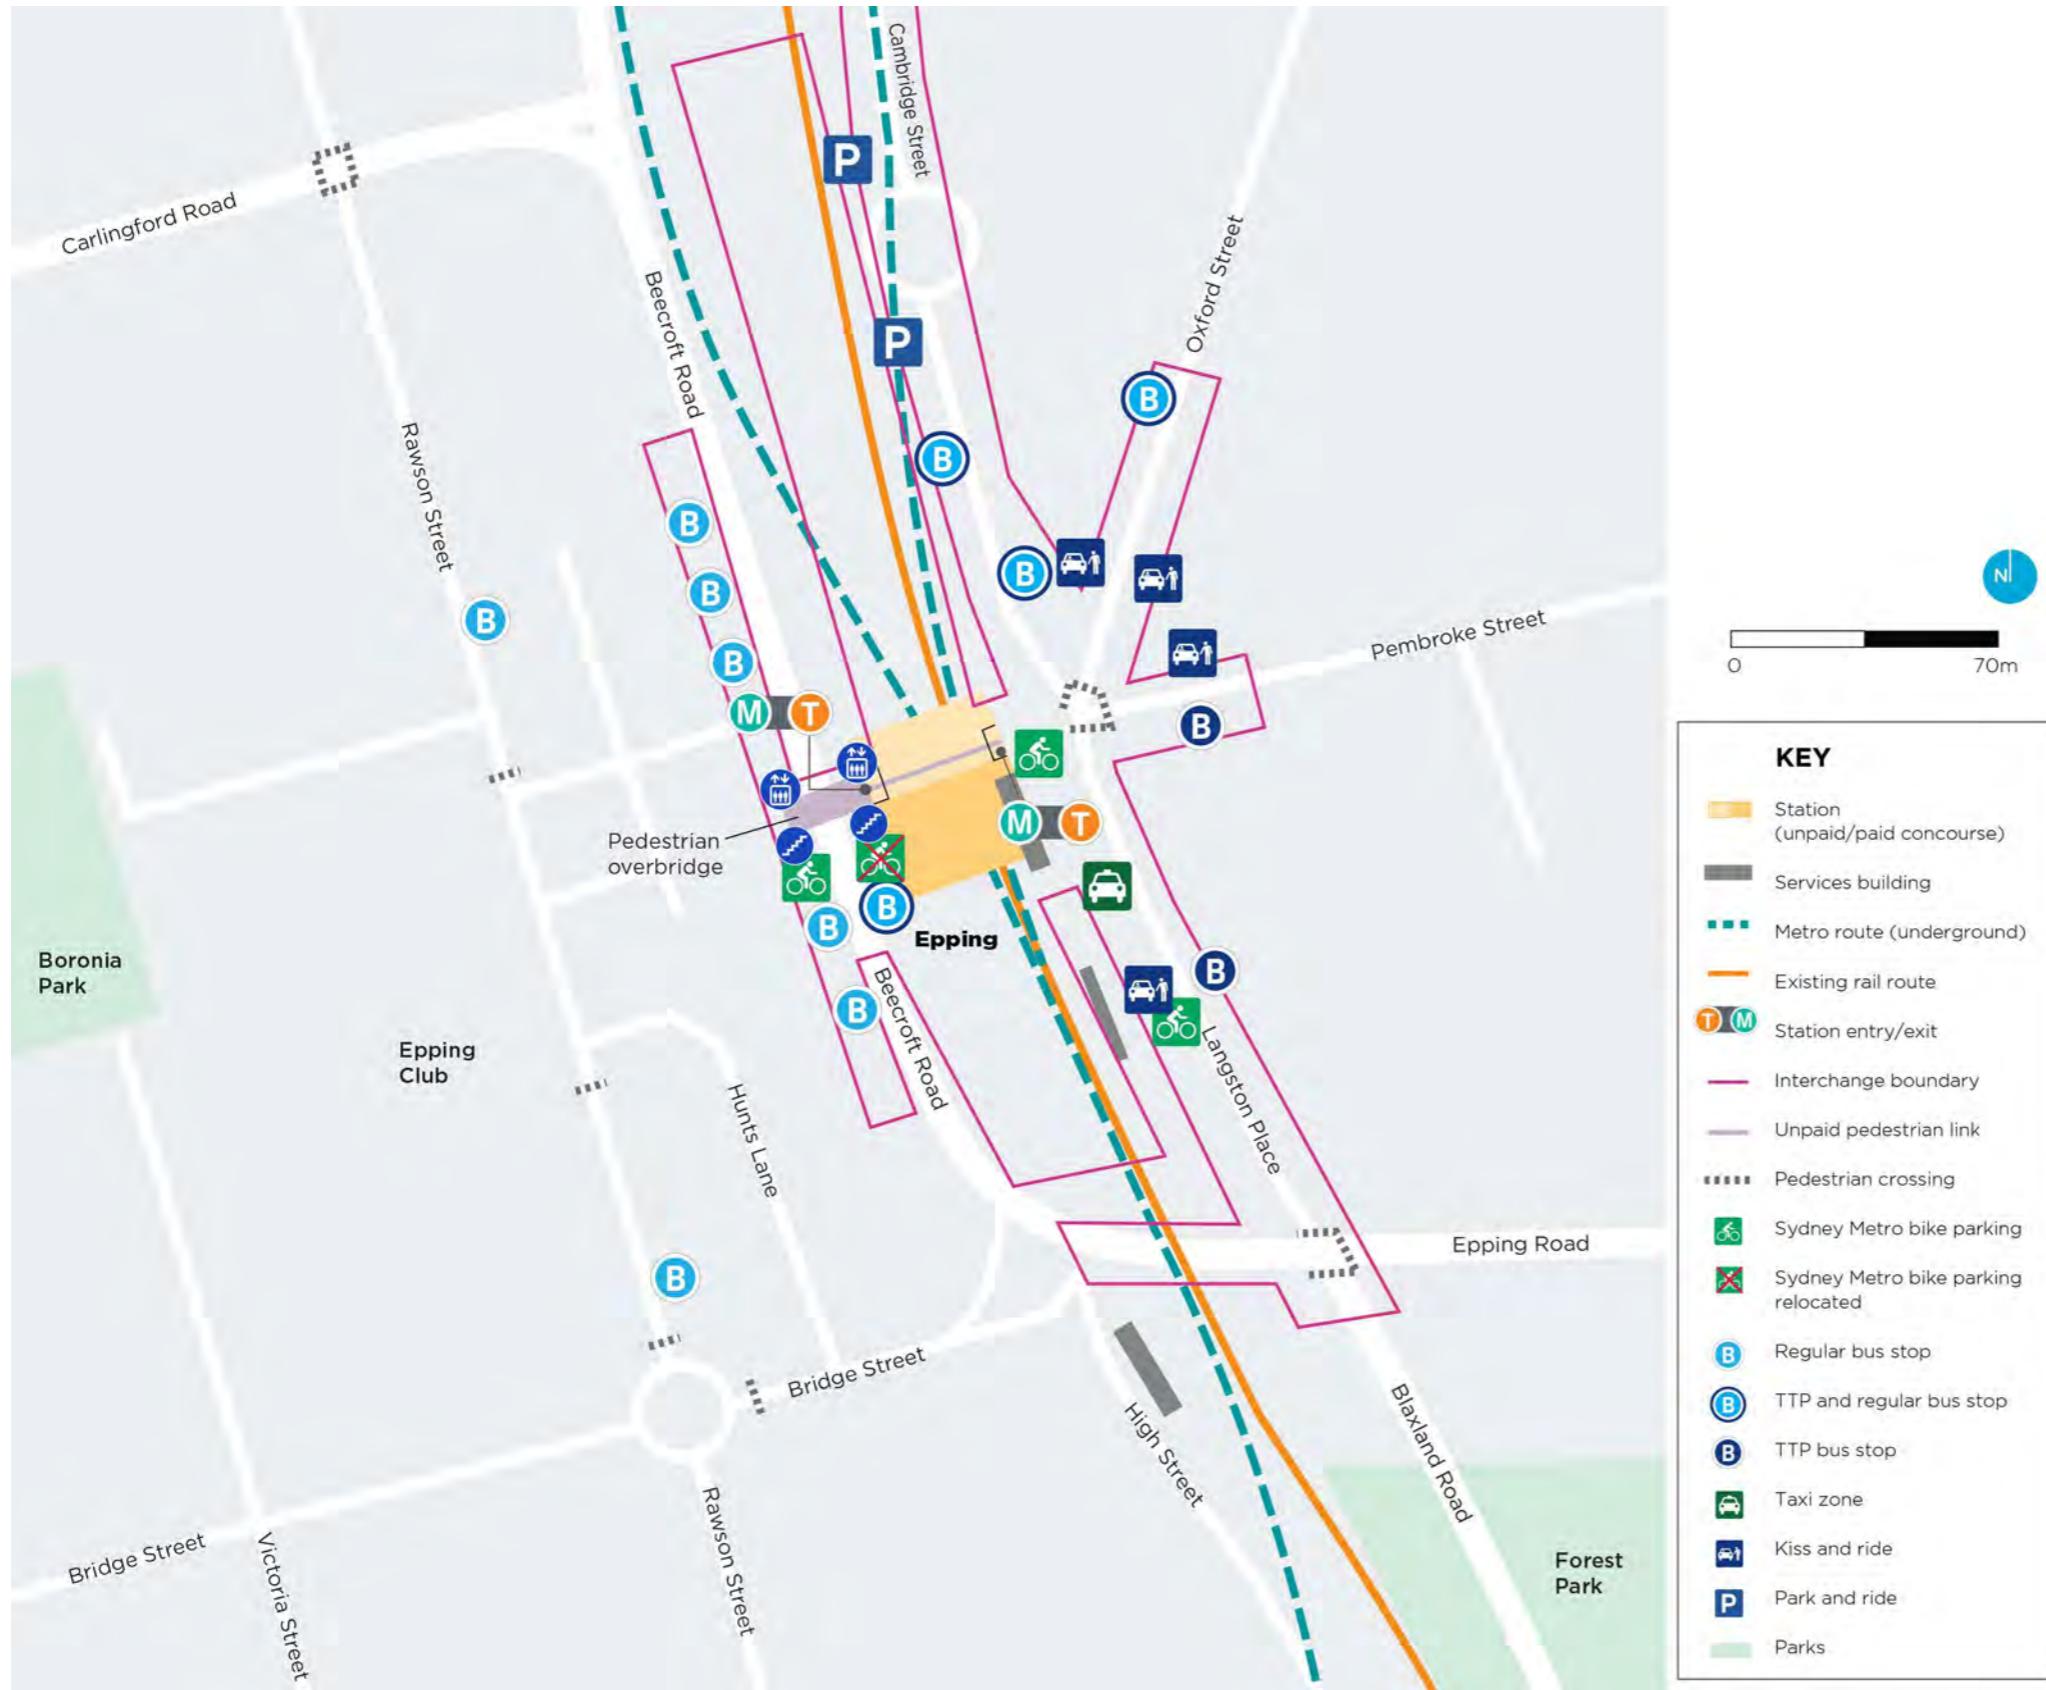 Cambridge Street
P
Carlingford Road
Oxford Street
Beecroft Road
P
B
Rawson Street
B
B
B
B
B
N
B
Pembroke Street
0
70m
B
M
T
B
KEY
Station
(unpaid/paid concourse)
Pedestrian
overbridge
M
T
Services building
B
B
Epping
Metro route (underground)
Boronia
Park
B
Existing rail route
B
Beecroft Road
T
M
Station entry/exit
Epping
Club
Langston Place
Interchange boundary
Hunts Lane
Unpaid pedestrian link
Pedestrian crossing
Epping Road
Sydney Metro bike parking
B
Sydney Metro bike parking
relocated
Bridge Street
B
Regular bus stop
B
TTP and regular bus stop
High Street
Blaxland Road
B
TTP bus stop
Rawson Street
Taxi zone
Bridge Street
Victoria Street
Forest
Park
Kiss and ride
P
Park and ride
Parks